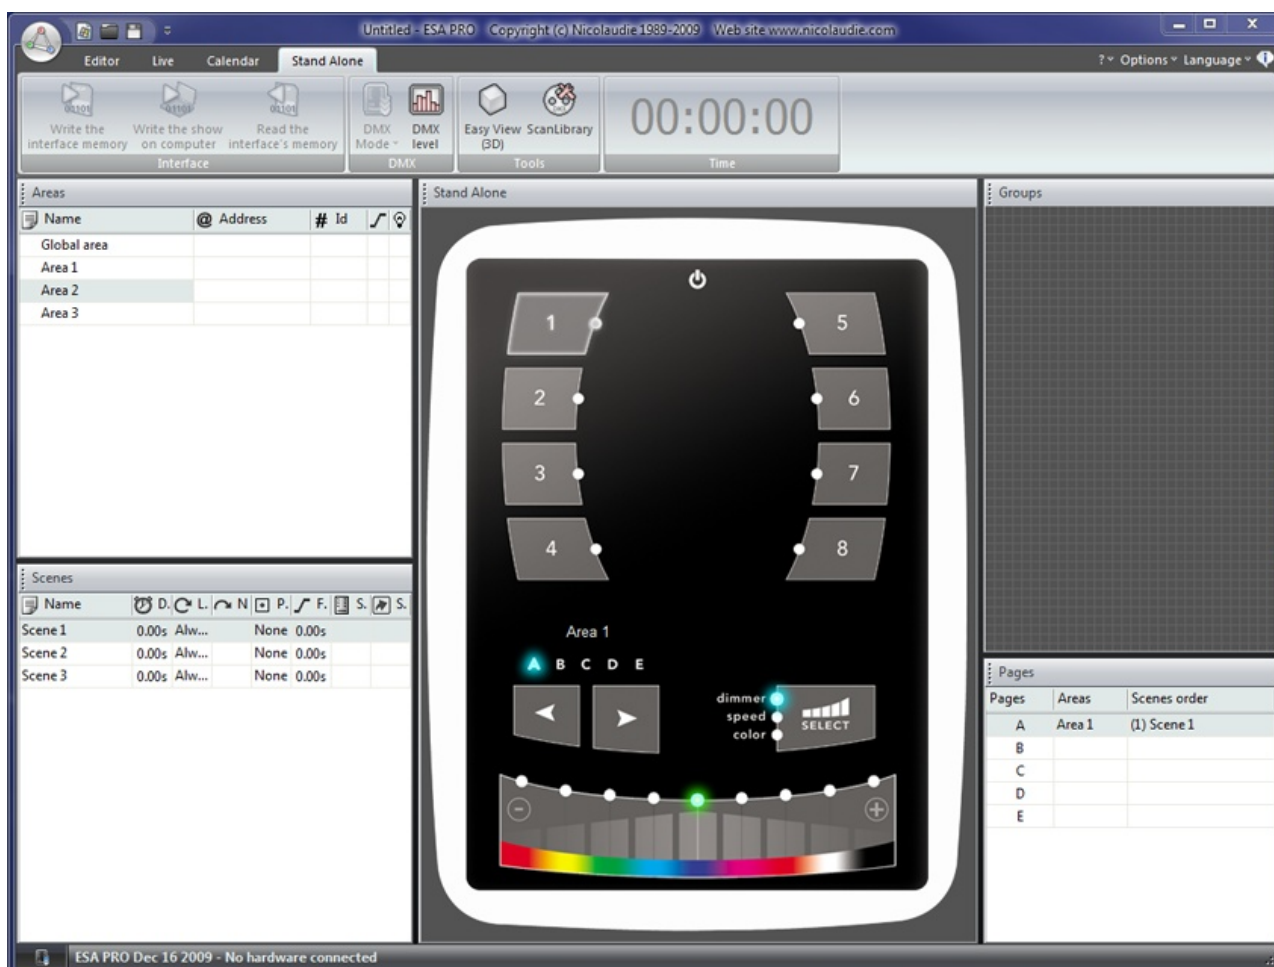 Untitled - ESA PRO Copyright (c) Nicolaudie 1989-2009 Web site www.nicolaudie.com
Editor Live Calendar Stand Alone ? Options Language
Write the interface memory
Write the show on computer
Read the interface's memory
Interface
DMX Mode
DMX level
DMX
Easy View (3D)
ScanLibrary
Tools
00:00:00
Time
Areas
Name @ Address # Id
Global area
Area 1
Area 2
Area 3
Scenes
Name D. L. N P. F. S. S.
Scene 1 0.00s Alw... None 0.00s
Scene 2 0.00s Alw... None 0.00s
Scene 3 0.00s Alw... None 0.00s
Stand Alone
1 5
2 6
3 7
4 8
Area 1
A B C D E
dimmer
speed
color
SELECT
Groups
Pages
Pages Areas Scenes order
A Area 1 (1) Scene 1
B
C
D
E
ESA PRO Dec 16 2009 - No hardware connected